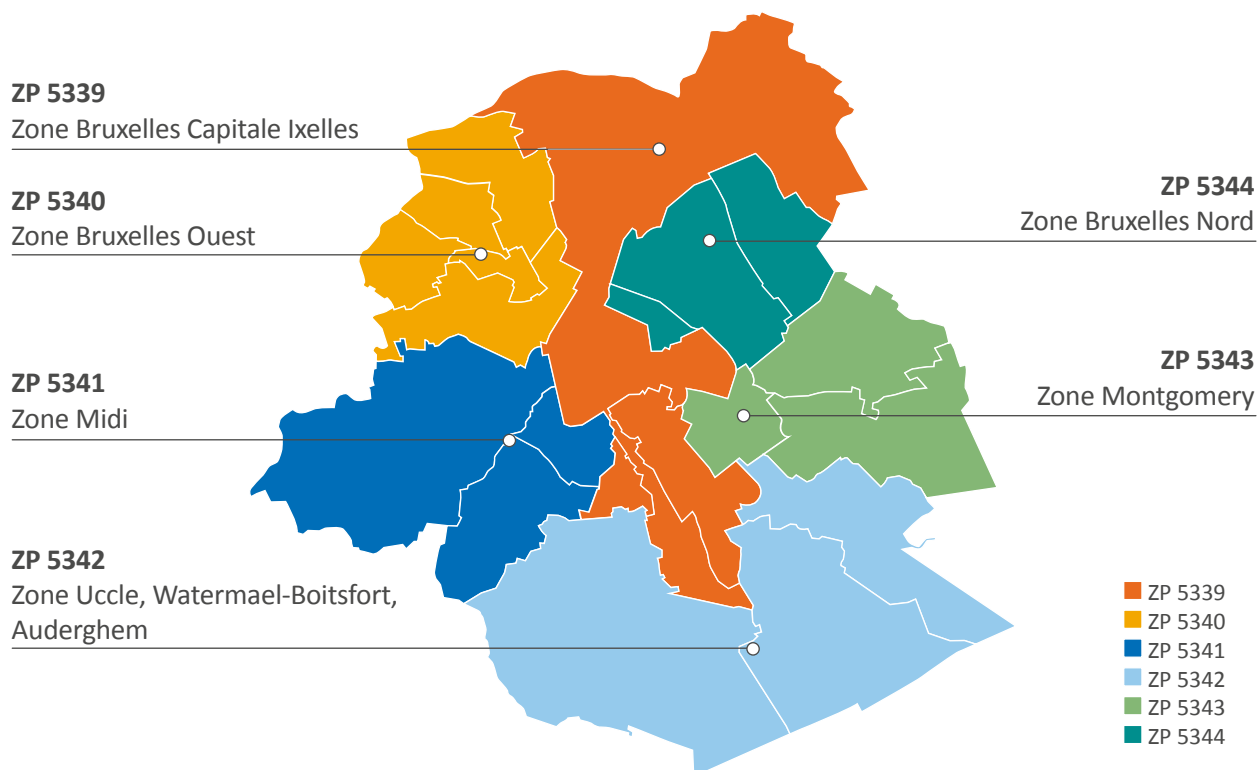 ZP 5339
Zone Bruxelles Capitale Ixelles
ZP 5340
Zone Bruxelles Ouest
ZP 5341
Zone Midi
ZP 5342
Zone Uccle, Watermael-Boitsfort,
Auderghem
ZP 5344
Zone Bruxelles Nord
ZP 5343
Zone Montgomery
ZP 5339
ZP 5340
ZP 5341
ZP 5342
ZP 5343
ZP 5344